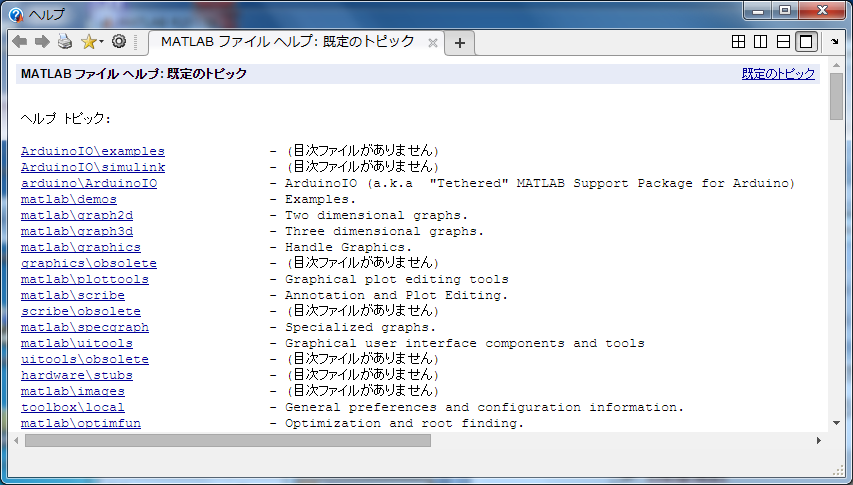 ヘルプ
MATLAB ファイル ヘルプ: 既定のトピック
MATLAB ファイル ヘルプ: 既定のトピック 既定のトピック
ヘルプ トピック:
ArduinoIO\examples - (目次ファイルがありません)
ArduinoIO\simulink - (目次ファイルがありません)
arduino\ArduinoIO - ArduinoIO (a.k.a "Tethered" MATLAB Support Package for Arduino)
matlab\demos - Examples.
matlab\graph2d - Two dimensional graphs.
matlab\graph3d - Three dimensional graphs.
matlab\graphics - Handle Graphics.
graphics\obsolete - (目次ファイルがありません)
matlab\plottools - Graphical plot editing tools
matlab\scribe - Annotation and Plot Editing.
scribe\obsolete - (目次ファイルがありません)
matlab\specgraph - Specialized graphs.
matlab\uitools - Graphical user interface components and tools
uitools\obsolete - (目次ファイルがありません)
hardware\stubs - (目次ファイルがありません)
matlab\images - (目次ファイルがありません)
toolbox\local - General preferences and configuration information.
matlab\optimfun - Optimization and root finding.